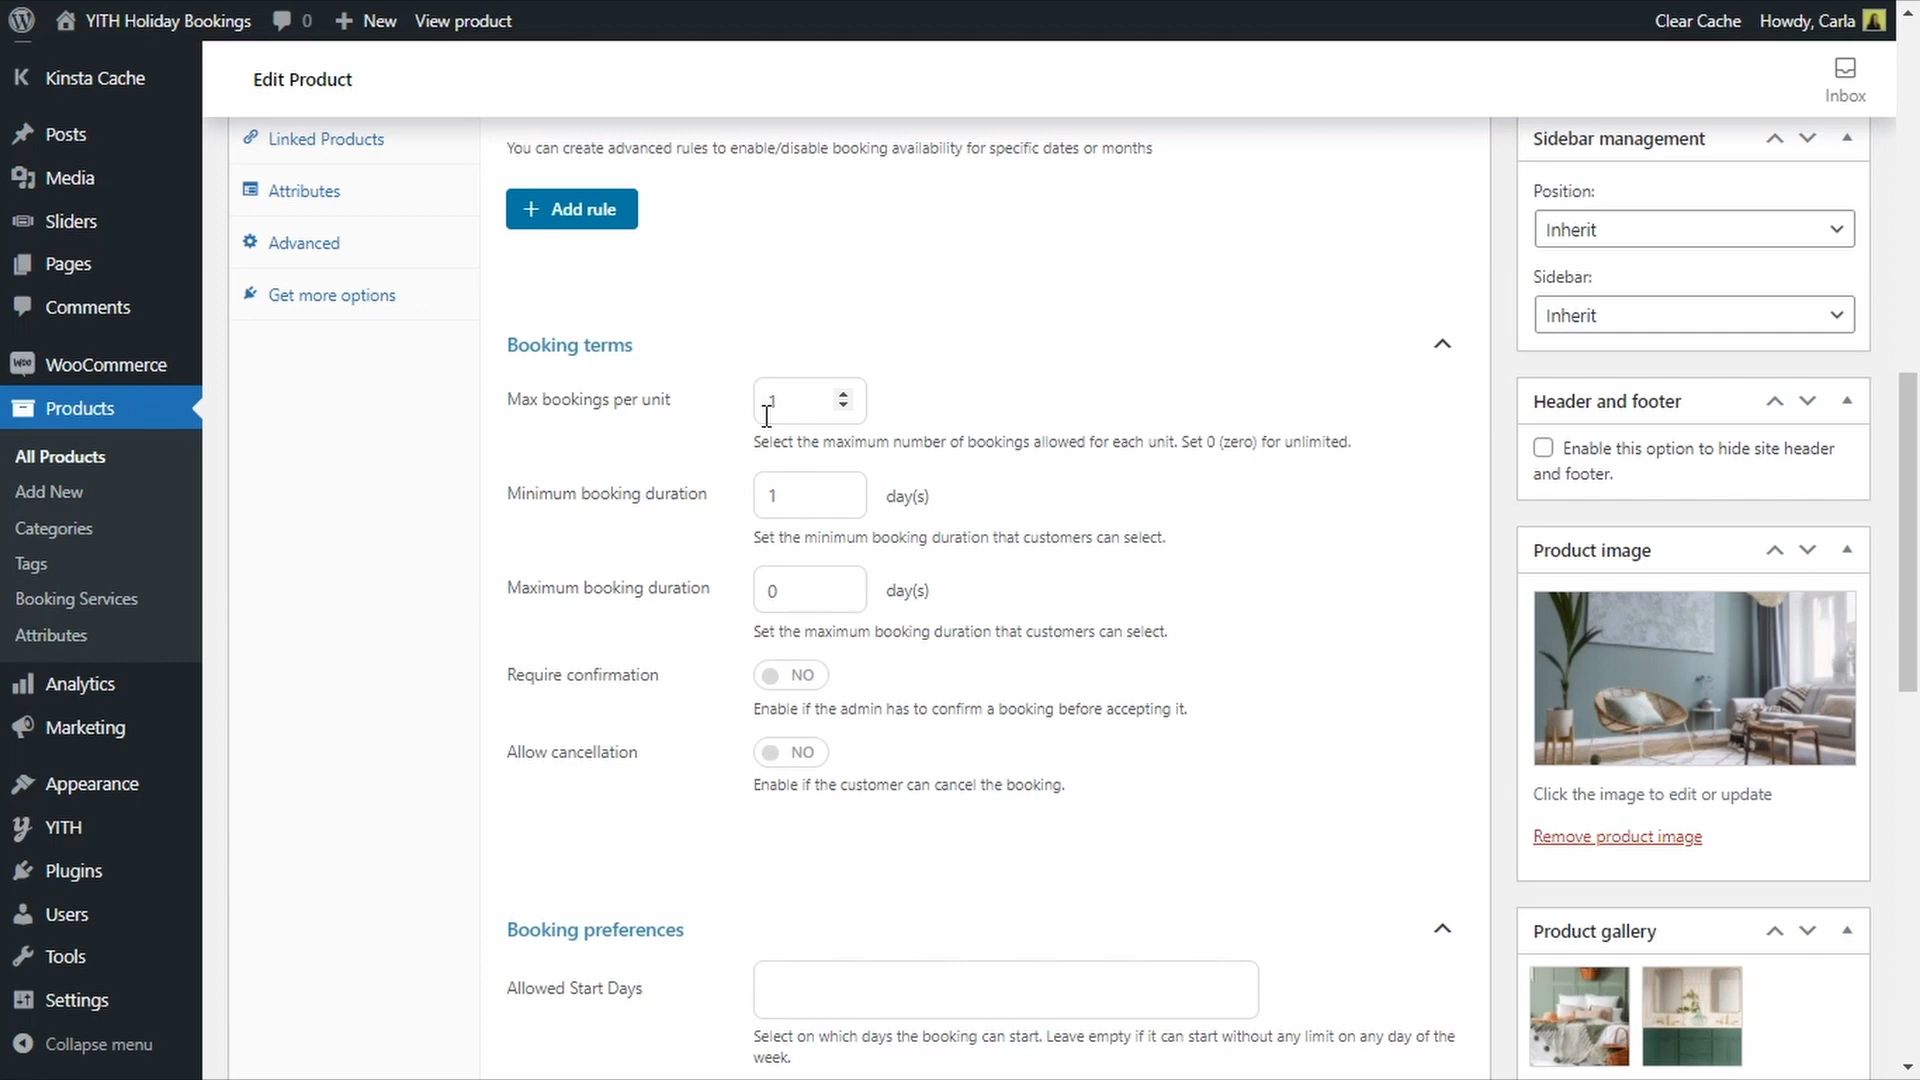 YITH Holiday Bookings
0
New
View product
Clear Cache
Howdy, Carla
Kinsta Cache
Posts
Media
Sliders
Pages
Comments
WooCommerce
Products
All Products
Add New
Categories
Tags
Booking Services
Attributes
Analytics
Marketing
Appearance
YITH
Plugins
Users
Tools
Settings
Collapse menu
Edit Product
Inbox
Linked Products
Attributes
Advanced
Get more options
You can create advanced rules to enable/disable booking availability for specific dates or months
+ Add rule
Booking terms
Max bookings per unit
1
Select the maximum number of bookings allowed for each unit. Set 0 (zero) for unlimited.
Minimum booking duration
1
day(s)
Set the minimum booking duration that customers can select.
Maximum booking duration
0
day(s)
Set the maximum booking duration that customers can select.
Require confirmation
NO
Enable if the admin has to confirm a booking before accepting it.
Allow cancellation
NO
Enable if the customer can cancel the booking.
Booking preferences
Allowed Start Days
Select on which days the booking can start. Leave empty if it can start without any limit on any day of the
week.
Sidebar management
Position:
Inherit
Sidebar:
Inherit
Header and footer
Enable this option to hide site header
and footer.
Product image
Click the image to edit or update
Remove product image
Product gallery